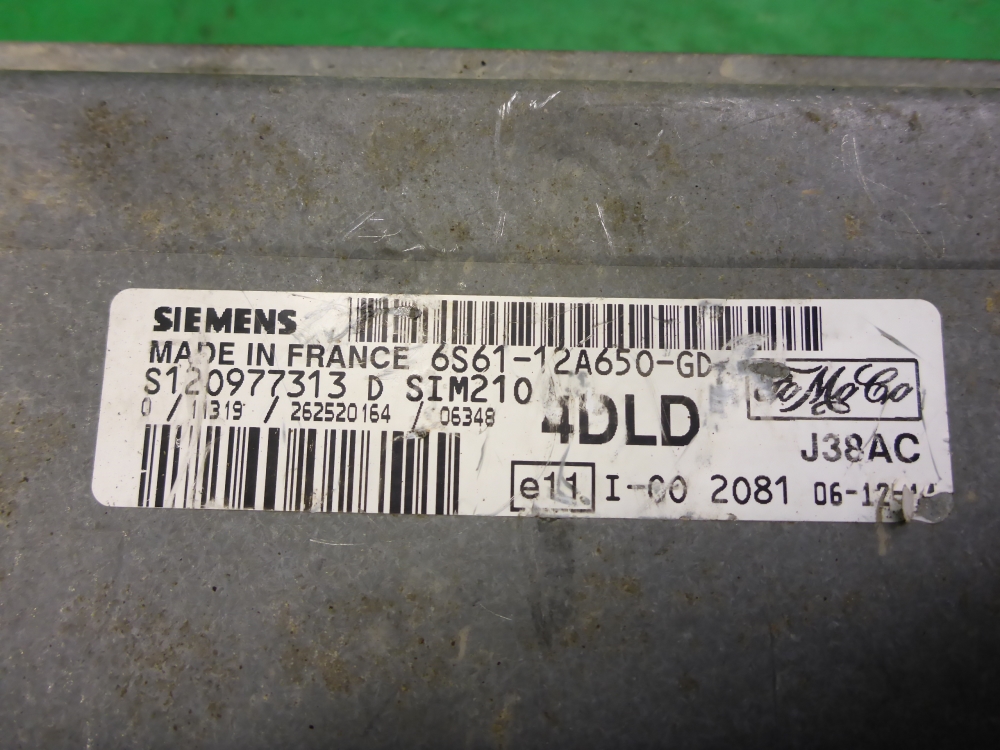 SIEMENS
MADE IN FRANCE 6S61-12A650-GD
S120977313 D SIM210
0 / 11319 / 262520164 / 06348
4DLD
FoMoCo
J38AC
e11 I-00 2081